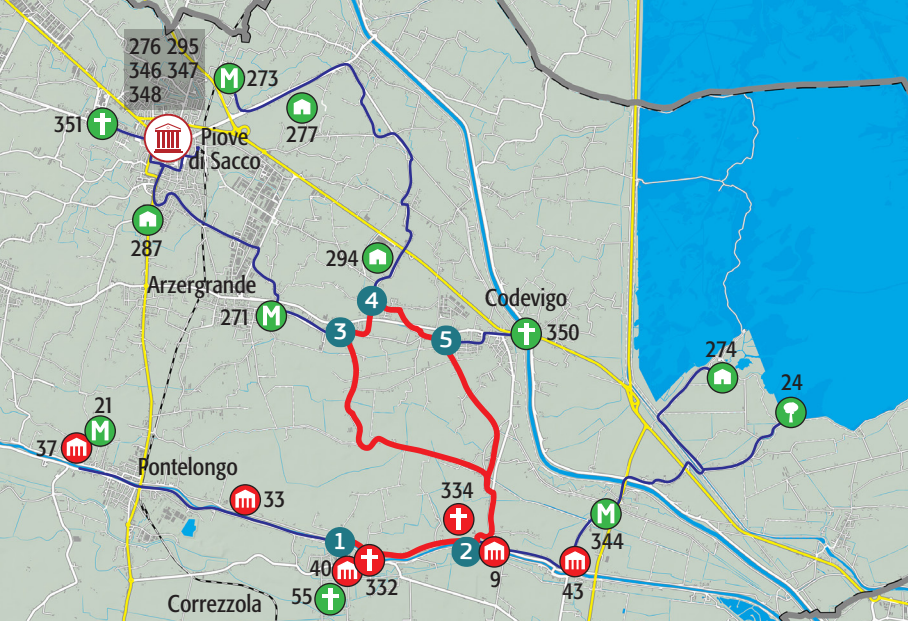 276 295
346 347
348
M 273
277
351
Piove
di Sacco
287
294
Arzergrande
271 M
4
3
5
Codevigo
350
274
24
21
M
37
Pontelongo
33
334
M
344
1
2
40
332
9
43
55
Correzzola